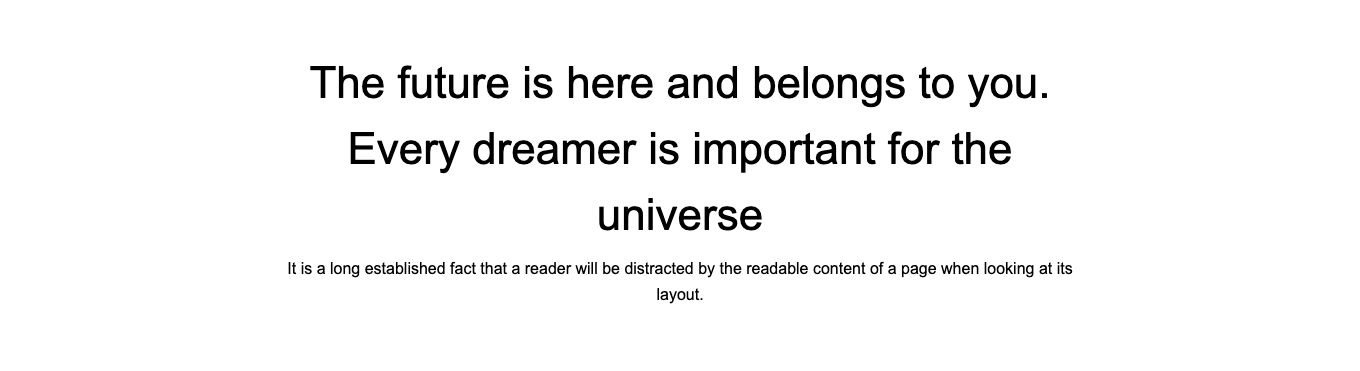 The future is here and belongs to you.
Every dreamer is important for the
universe
It is a long established fact that a reader will be distracted by the readable content of a page when looking at its
layout.